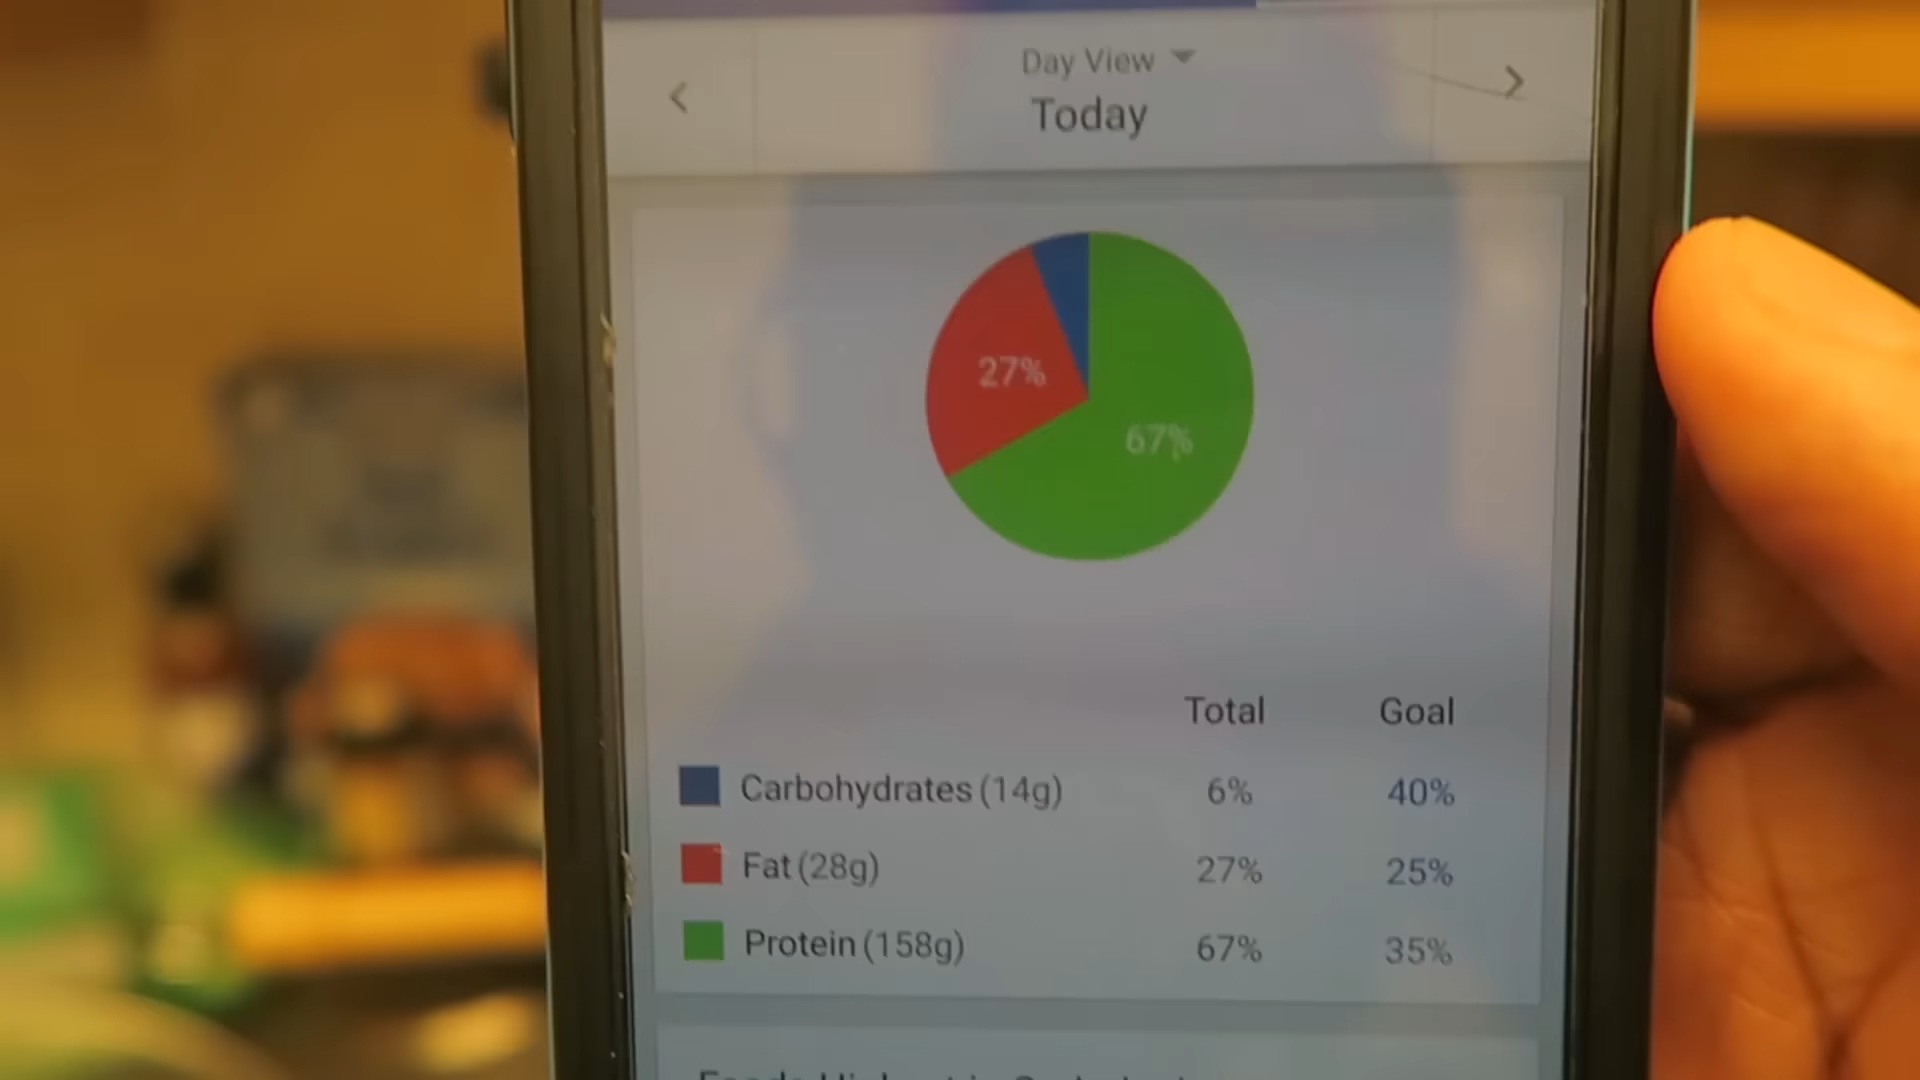 Day View
Today
27%
67%
Total Goal
Carbohydrates (14g) 6% 40%
Fat (28g) 27% 25%
Protein (158g) 67% 35%